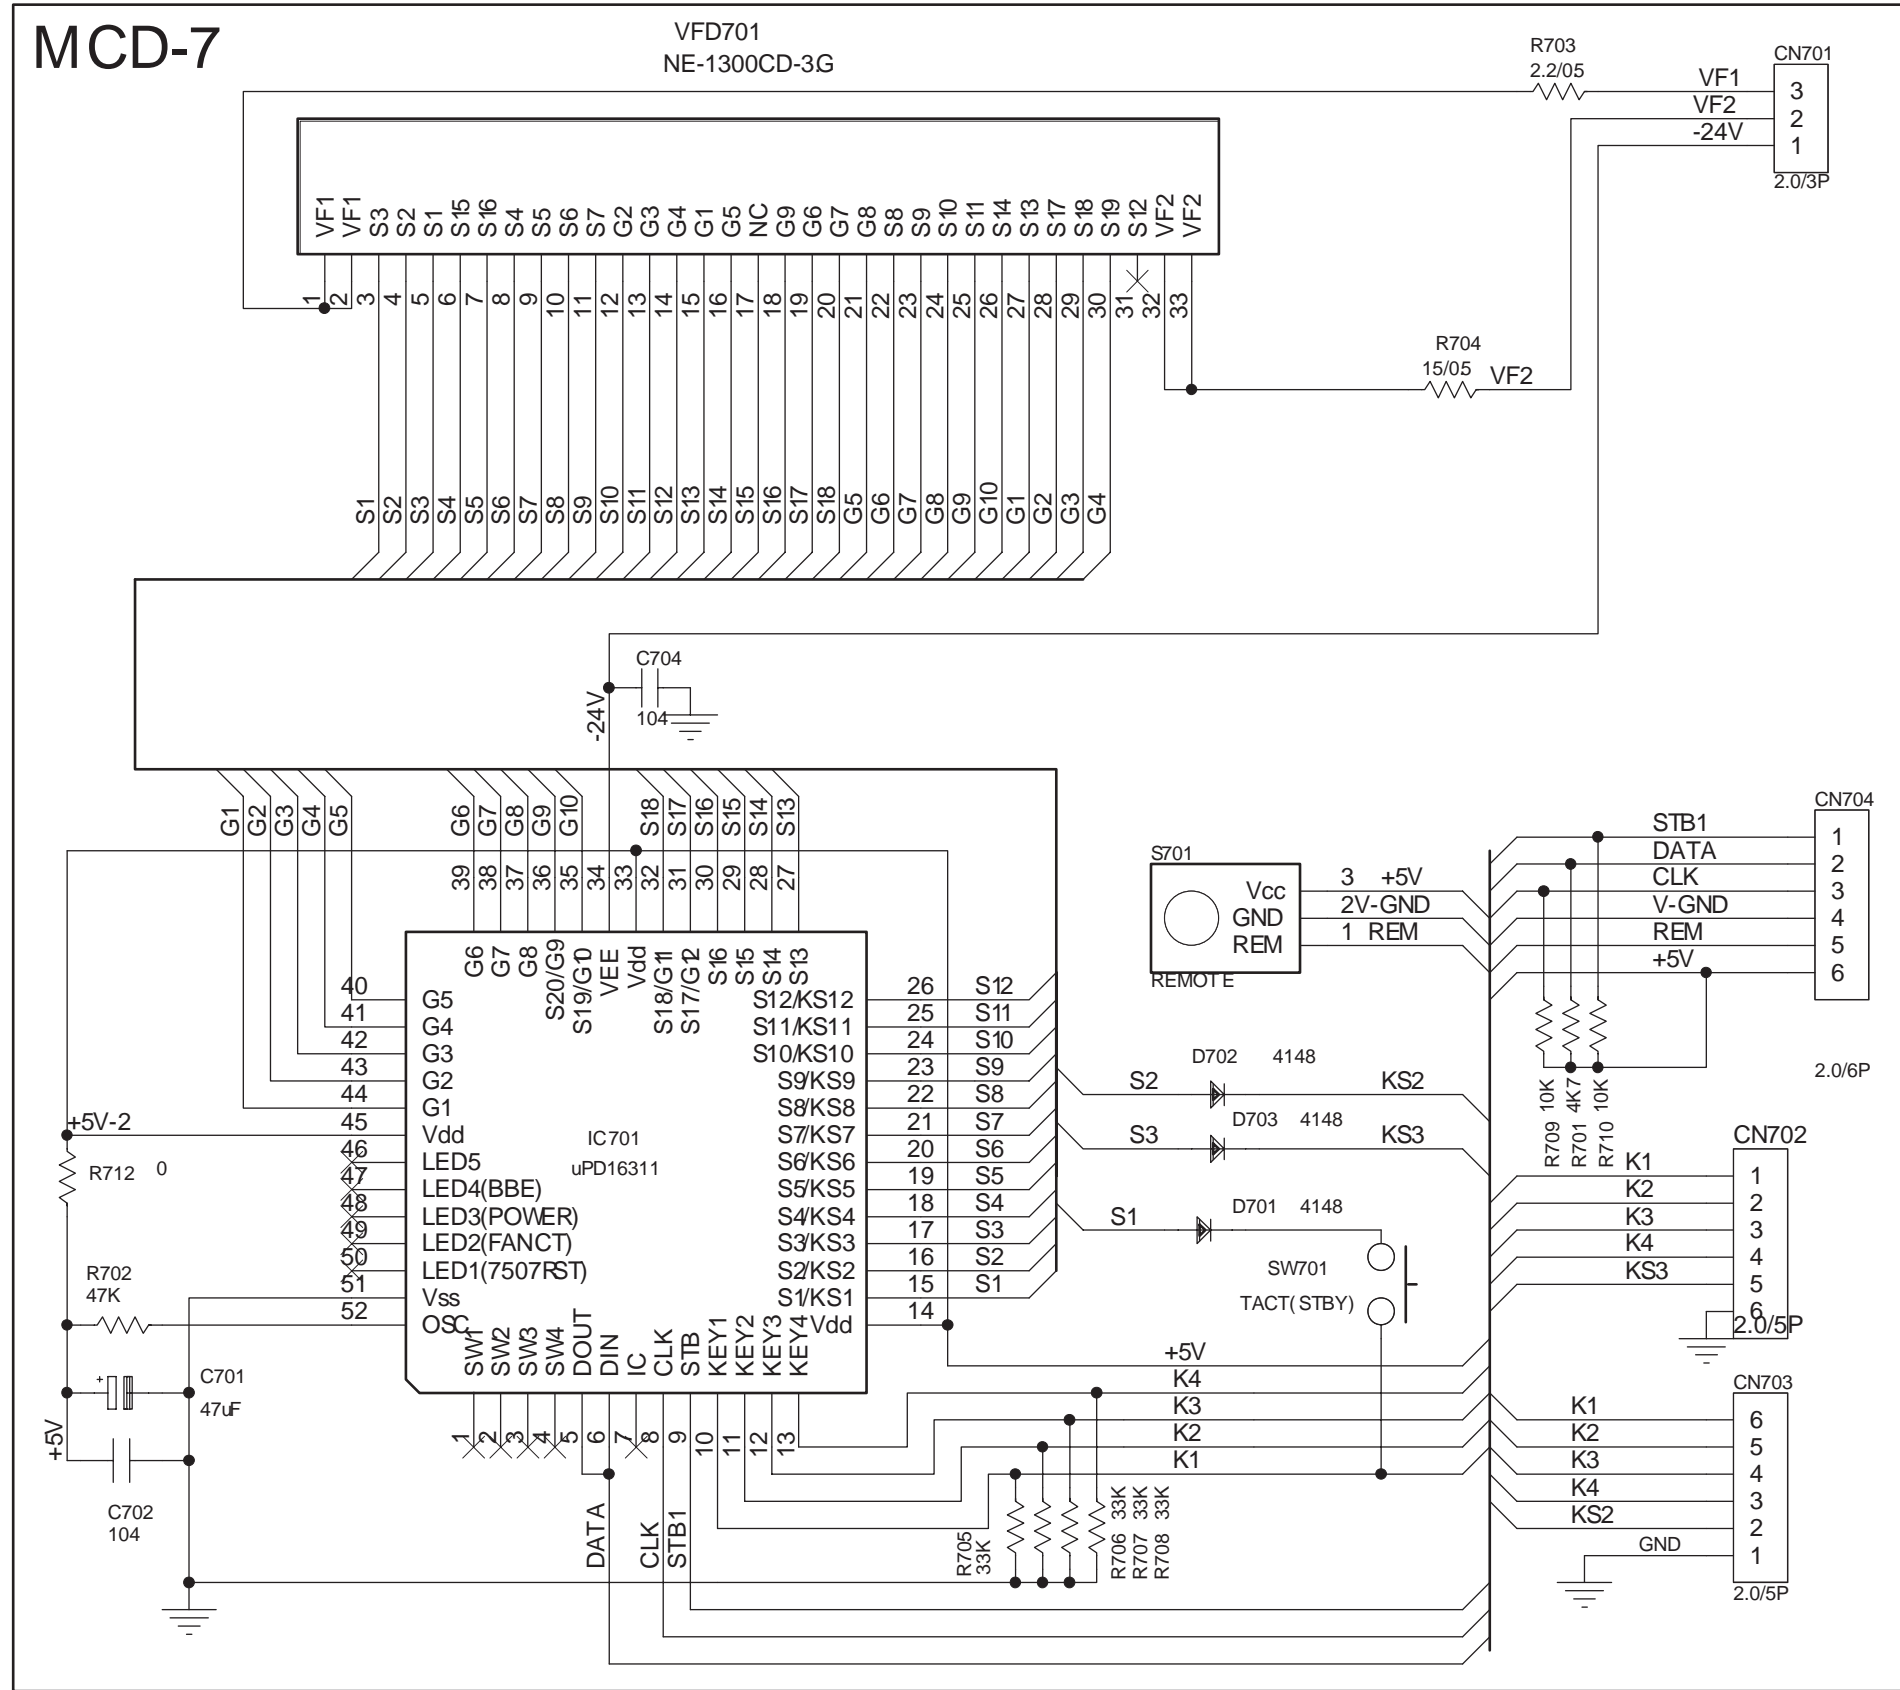 MCD-7
VFD701
NE-1300CD-3.G
R703
2.2/0.5
CN701
VF1
VF2
-24V
3
2
1
2.0/3P
VF1 VF1 S3 S2 S1 S15 S16 S4 S5 S6 S7 G2 G3 G4 G1 G5 NC G9 G6 G7 G8 S8 S9 S10 S11 S14 S13 S17 S18 S19 S12 VF2 VF2
1 2 3 4 5 6 7 8 9 10 11 12 13 14 15 16 17 18 19 20 21 22 23 24 25 26 27 28 29 30 31 32 33
R704
15/0.5
VF2
S1 S2 S3 S4 S5 S6 S7 S8 S9 S10 S11 S12 S13 S14 S15 S16 S17 S18 G5 G6 G7 G8 G9 G10 G1 G2 G3 G4
C704
104
-24V
G1 G2 G3 G4 G5 G6 G7 G8 G9 G10 S18 S17 S16 S15 S14 S13
39 38 37 36 35 34 33 32 31 30 29 28 27
G6 G7 G8 S20/G9 S19/G10 VEE Vdd S18/G11 S17/G12 S16 S15 S14 S13
40 G5
41 G4
42 G3
43 G2
44 G1
+5V-2 45 Vdd
46 LED5
47 LED4(BBE)
48 LED3(POWER)
49 LED2(FANCT)
50 LED1(7507RST)
51 Vss
52 OSC
IC701
uPD16311
S12/KS12 26 S12
S11/KS11 25 S11
S10/KS10 24 S10
S9/KS9 23 S9
S8/KS8 22 S8
S7/KS7 21 S7
S6/KS6 20 S6
S5/KS5 19 S5
S4/KS4 18 S4
S3/KS3 17 S3
S2/KS2 16 S2
S1/KS1 15 S1
Vdd 14
SW1 SW2 SW3 SW4 DOUT DIN IC CLK STB KEY1 KEY2 KEY3 KEY4
1 2 3 4 5 6 7 8 9 10 11 12 13
R712 0
R702
47K
+
C701
47uF
+5V
C702
104
DATA
CLK
STB1
S701
Vcc 3 +5V
GND 2 V-GND
REM 1 REM
REMOTE
D702 4148
S2 KS2
D703 4148
S3 KS3
D701 4148
S1
SW701
TACT(STBY)
+5V
K4
K3
K2
K1
R705
33K
R706 33K
R707 33K
R708 33K
CN704
STB1 1
DATA 2
CLK 3
V-GND 4
REM 5
+5V 6
2.0/6P
R709 10K
R701 4K7
R710 10K
CN702
K1 1
K2 2
K3 3
K4 4
KS3 5
6
2.0/5P
CN703
K1 6
K2 5
K3 4
K4 3
KS2 2
GND 1
2.0/5P